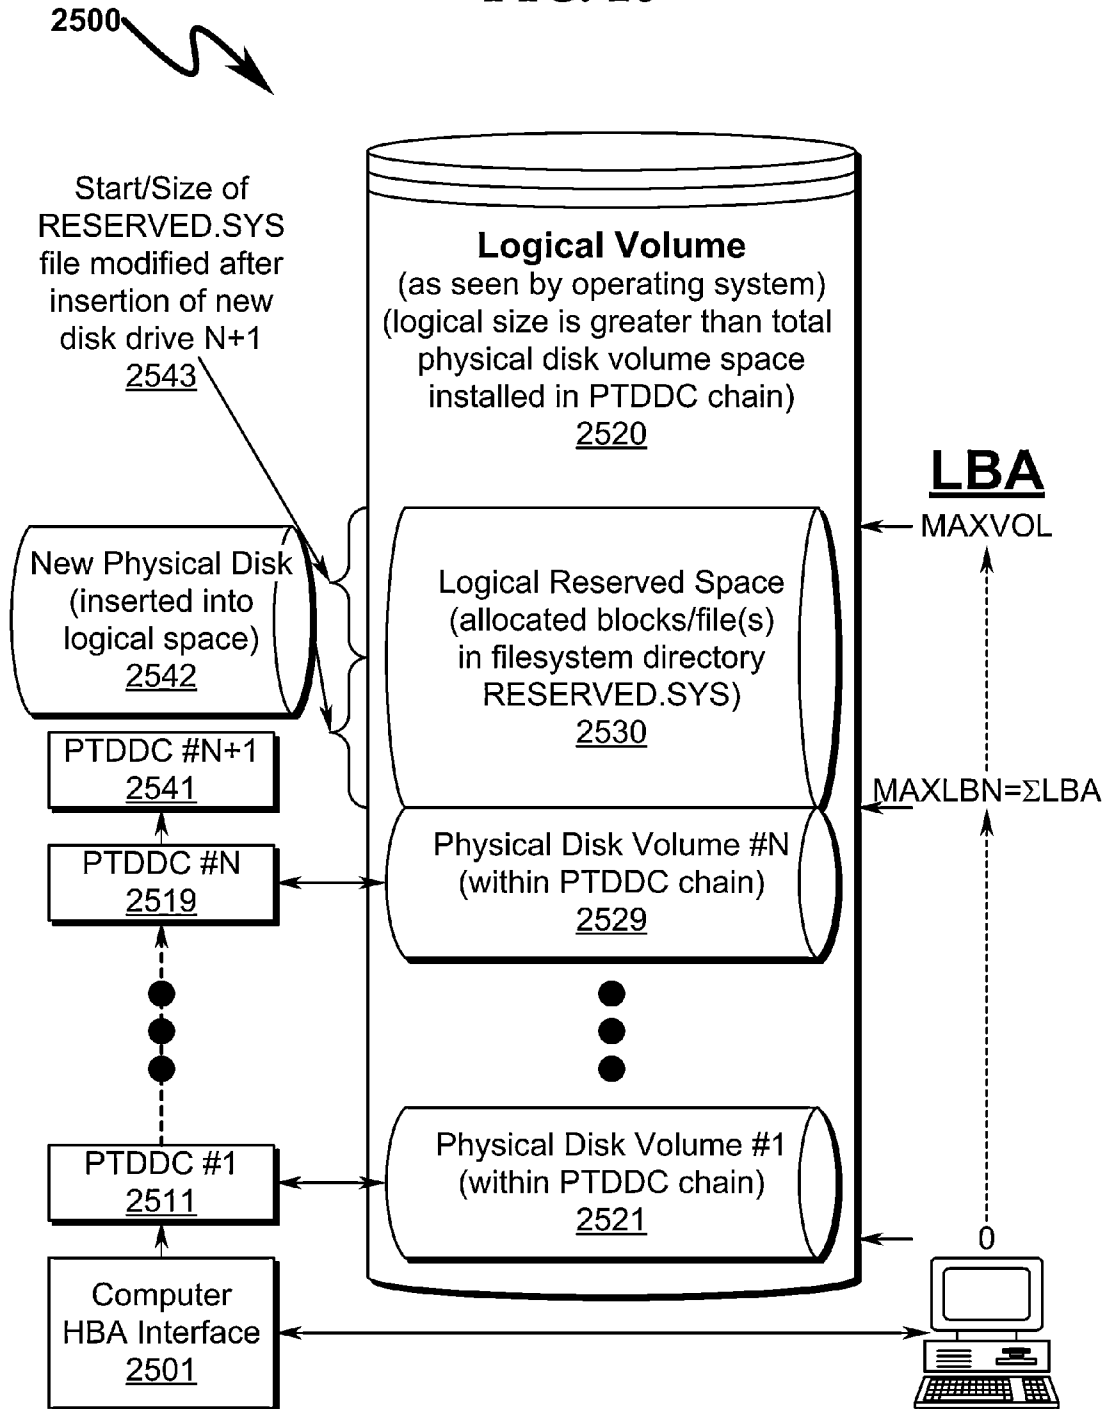 2500
Start/Size of
RESERVED.SYS
file modified after
insertion of new
disk drive N+1
2543
Logical Volume
(as seen by operating system)
(logical size is greater than total
physical disk volume space
installed in PTDDC chain)
2520
LBA
MAXVOL
New Physical Disk
(inserted into
logical space)
2542
Logical Reserved Space
(allocated blocks/file(s)
in filesystem directory
RESERVED.SYS)
2530
PTDDC #N+1
2541
MAXLBN=ΣLBA
PTDDC #N
2519
Physical Disk Volume #N
(within PTDDC chain)
2529
PTDDC #1
2511
Physical Disk Volume #1
(within PTDDC chain)
2521
0
Computer
HBA Interface
2501